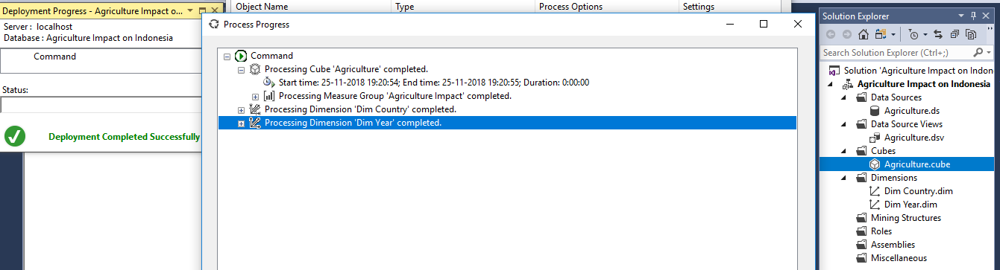 Deployment Progress - Agriculture Impact o...
Server : localhost
Database : Agriculture Impact on Indonesia
Command
Status:
Deployment Completed Successfully
Object Name Type Process Options Settings
Process Progress
Command
Processing Cube 'Agriculture' completed.
Start time: 25-11-2018 19:20:54; End time: 25-11-2018 19:20:55; Duration: 0:00:00
Processing Measure Group 'Agriculture Impact' completed.
Processing Dimension 'Dim Country' completed.
Processing Dimension 'Dim Year' completed.
Solution Explorer
Search Solution Explorer (Ctrl+;)
Solution 'Agriculture Impact on Indon
Agriculture Impact on Indonesia
Data Sources
Agriculture.ds
Data Source Views
Agriculture.dsv
Cubes
Agriculture.cube
Dimensions
Dim Country.dim
Dim Year.dim
Mining Structures
Roles
Assemblies
Miscellaneous